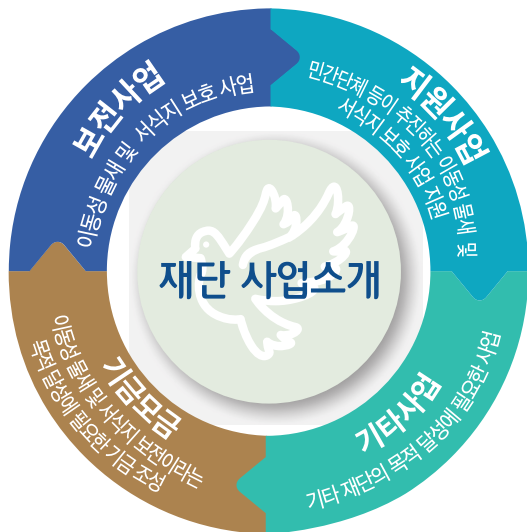 재단 사업소개
보전사업
이동성 물새 및 서식지 보호 사업
지원사업
민간단체 등이 추진하는 이동성 물새 및
서식지 보호 사업 지원
기타사업
기타 재단의 목적 달성에 필요한 사업
기금모금
이동성 물새 및 서식지 보전이라는
목적 달성에 필요한 기금 조성